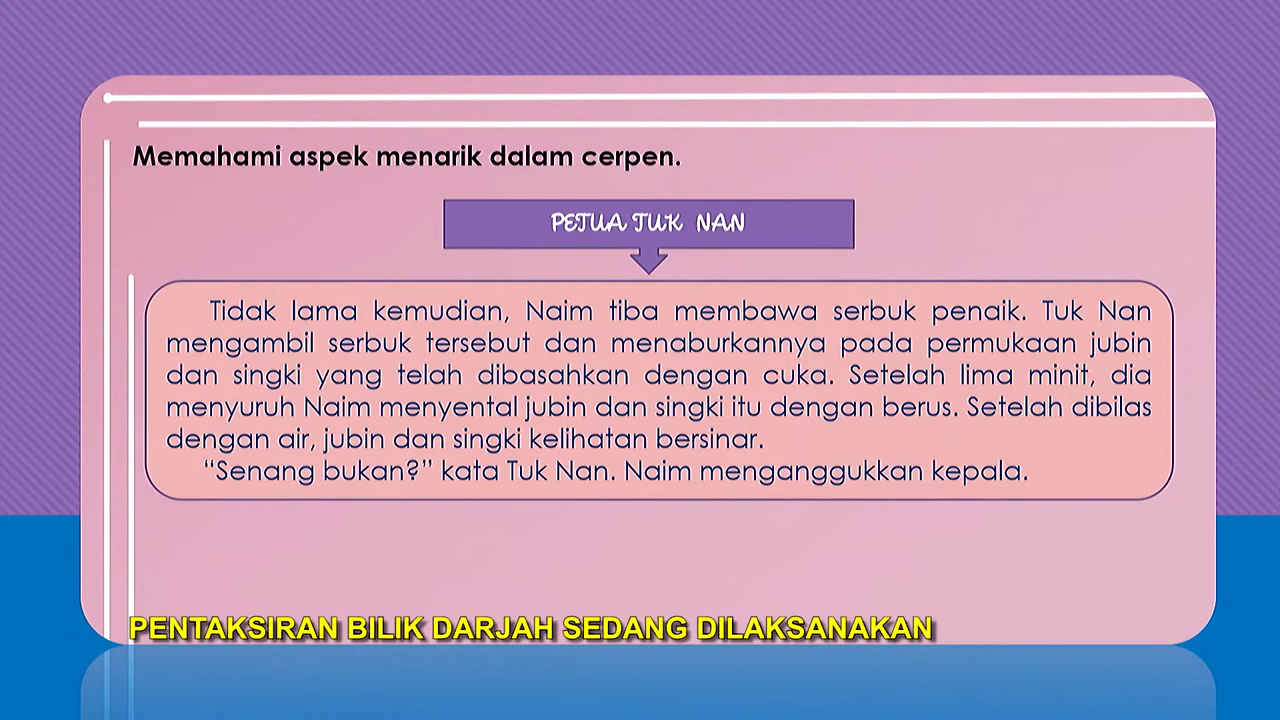 Memahami aspek menarik dalam cerpen.
PETUA TUK NAN
Tidak lama kemudian, Naim tiba membawa serbuk penaik. Tuk Nan
mengambil serbuk tersebut dan menaburkannya pada permukaan jubin
dan singki yang telah dibasahkan dengan cuka. Setelah lima minit, dia
menyuruh Naim menyental jubin dan singki itu dengan berus. Setelah dibilas
dengan air, jubin dan singki kelihatan bersinar.
“Senang bukan?” kata Tuk Nan. Naim menganggukkan kepala.
PENTAKSIRAN BILIK DARJAH SEDANG DILAKSANAKAN